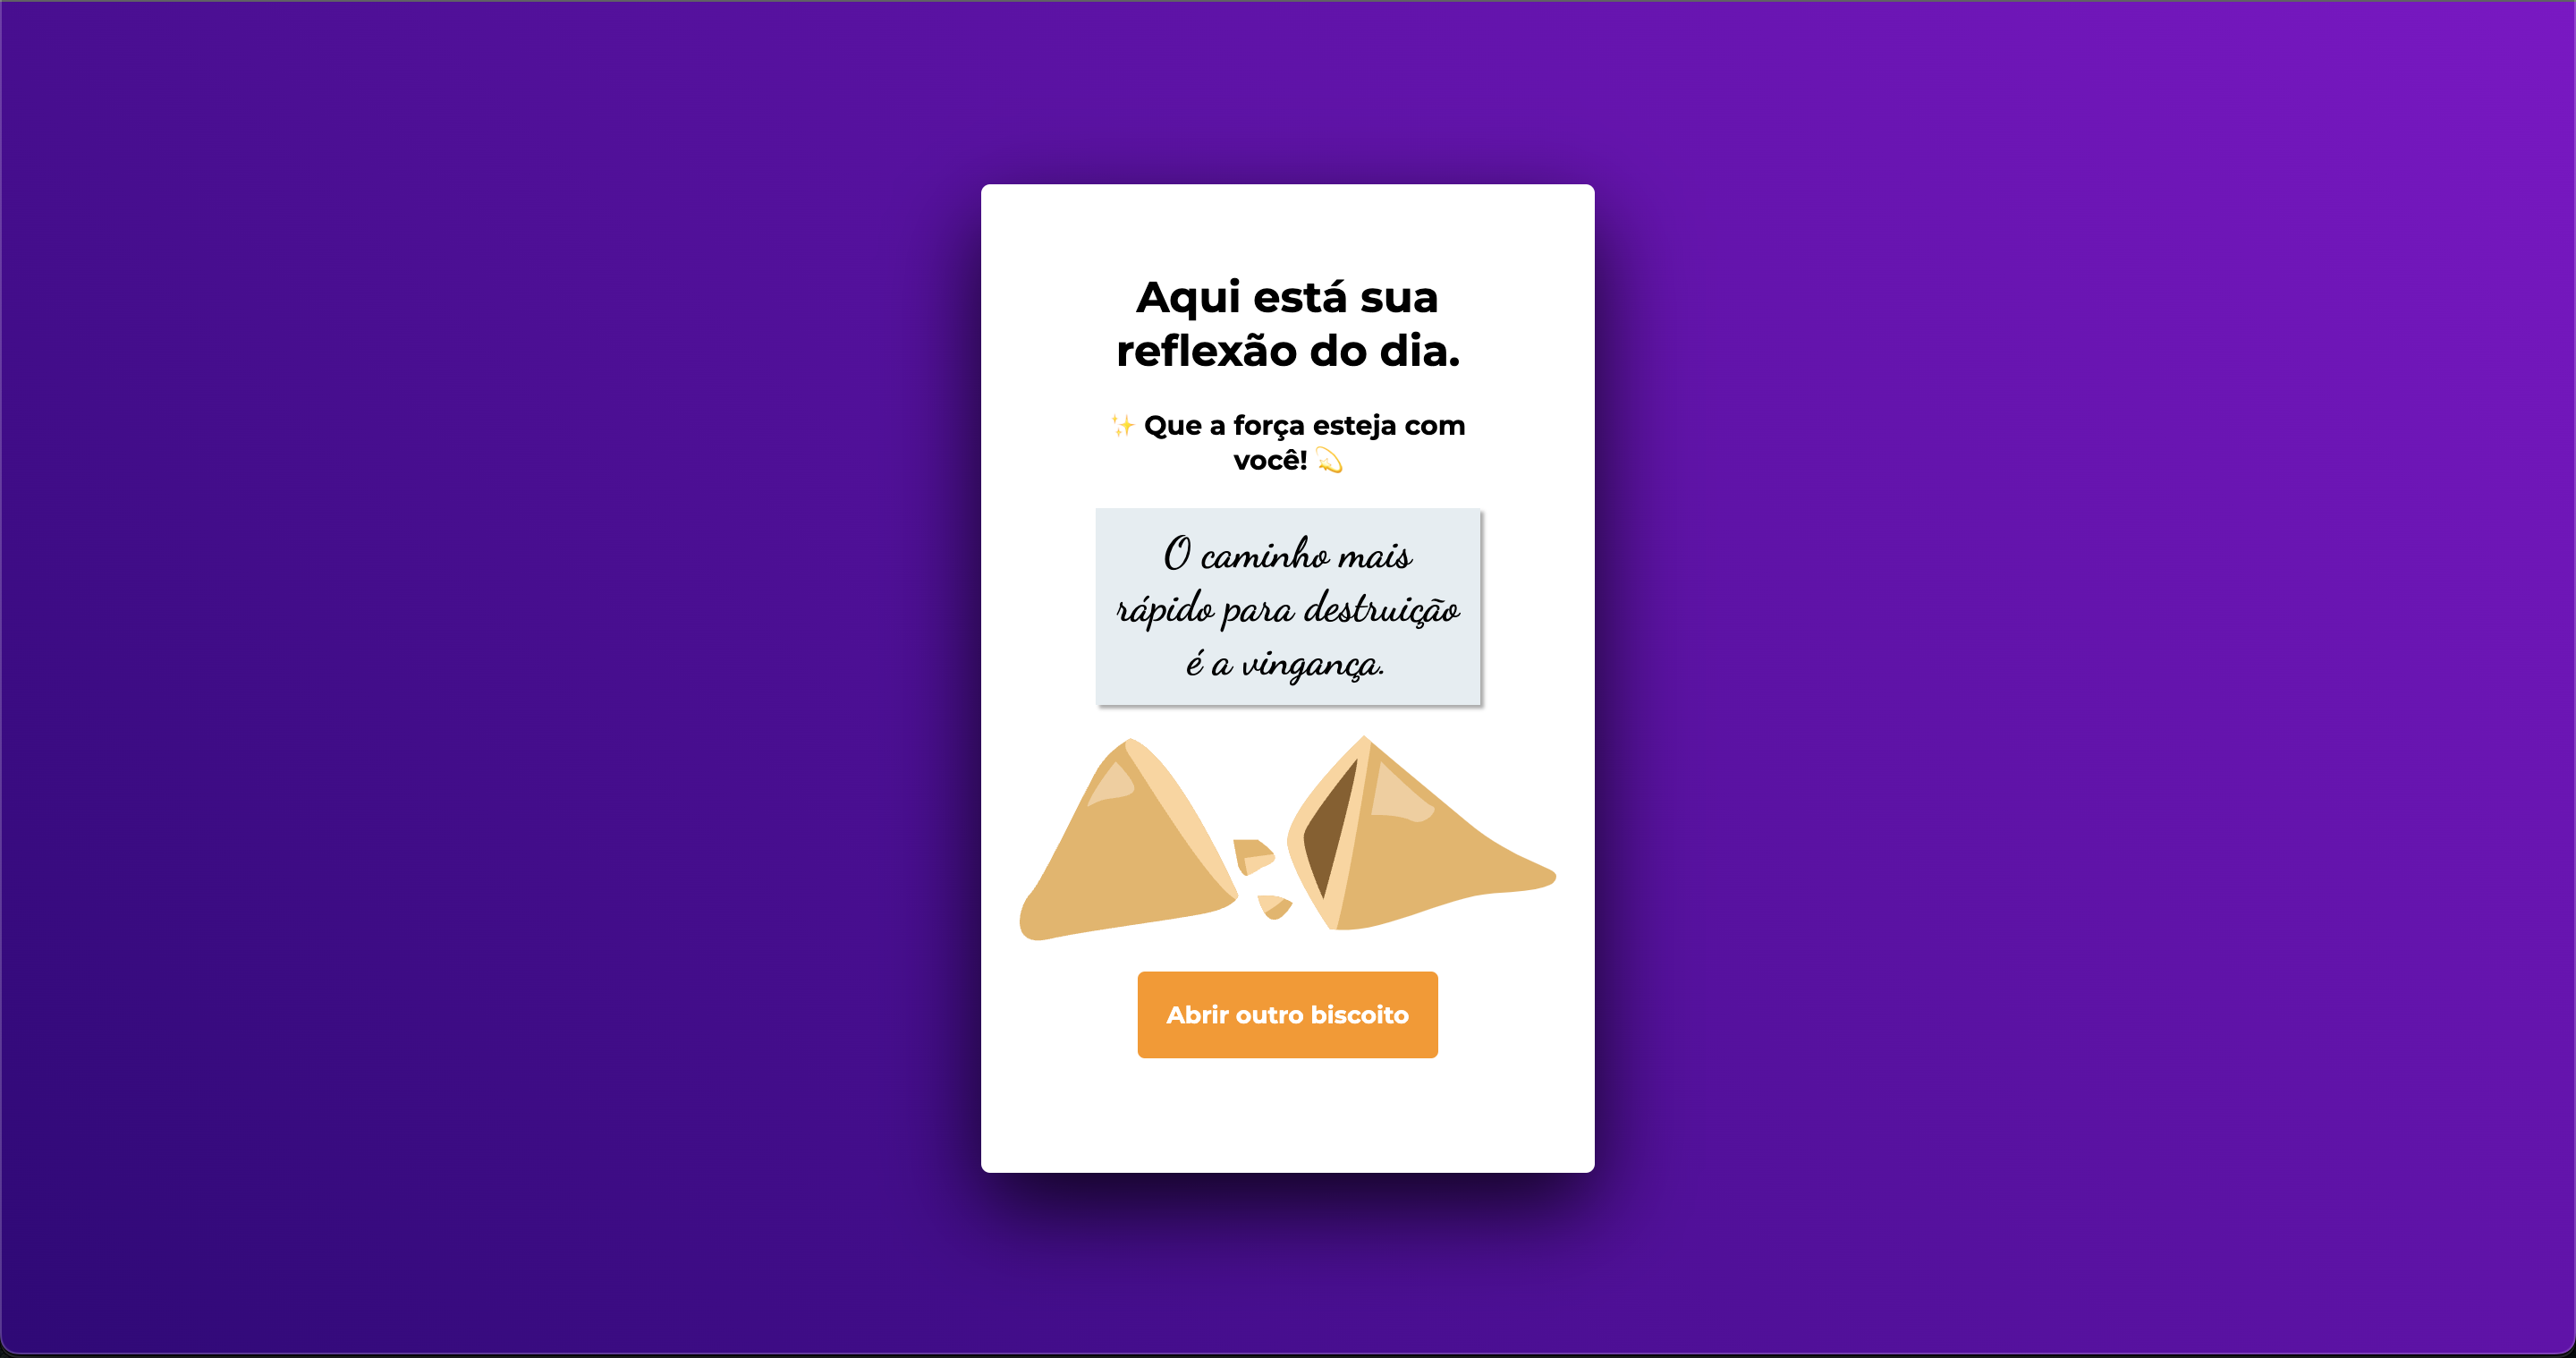 Aqui está sua
reflexão do dia.
✨ Que a força esteja com
você! 💫
O caminho mais
rápido para destruição
é a vingança.
Abrir outro biscoito